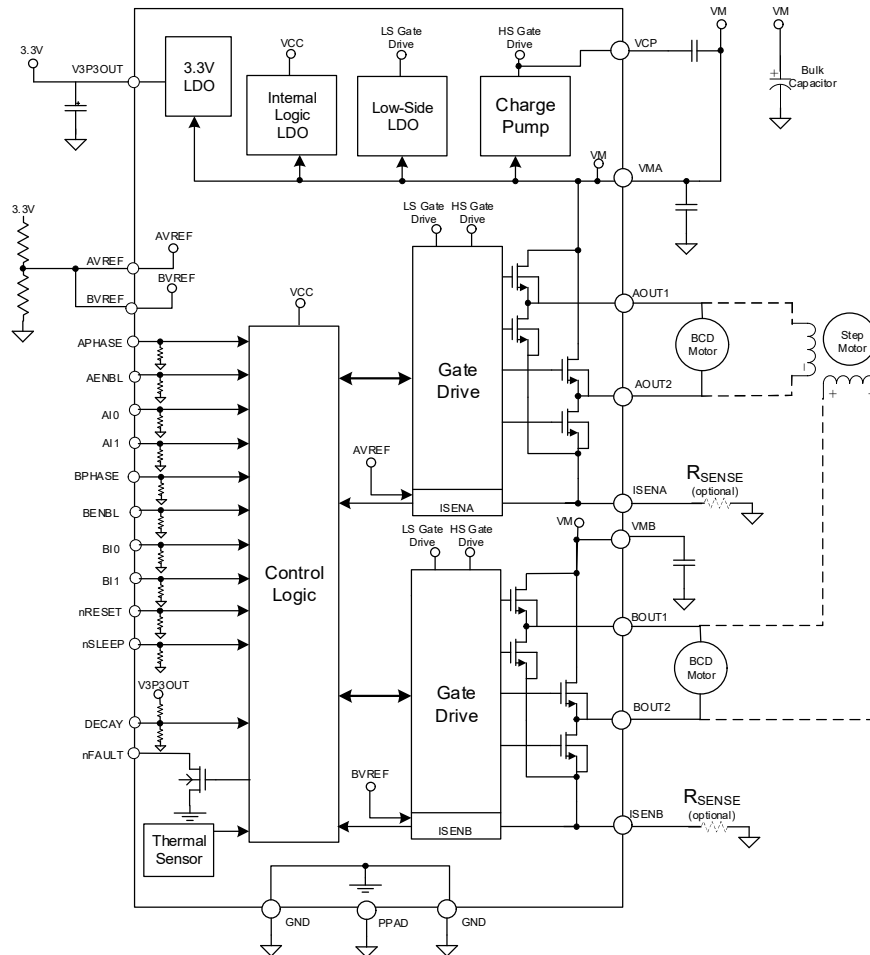 VM
VM
3.3V
V3P3OUT
3.3V
LDO
VCC
Internal
Logic
LDO
LS Gate
Drive
Low-Side
LDO
HS Gate
Drive
Charge
Pump
VCP
+
Bulk
Capacitor
VM
VMA
3.3V
AVREF
BVREF
AVREF
BVREF
LS Gate
Drive
HS Gate
Drive
VCC
APHASE
AENBL
AI0
AI1
BPHASE
BENBL
BI0
BI1
nRESET
nSLEEP
V3P3OUT
DECAY
nFAULT
Thermal
Sensor
Control
Logic
Gate
Drive
AVREF
ISENA
AOUT1
BCD
Motor
AOUT2
Step
Motor
+
ISENA
RSENSE
(optional)
LS Gate
Drive
HS Gate
Drive
VM
VMB
Gate
Drive
BVREF
ISENB
BOUT1
BCD
Motor
BOUT2
ISENB
RSENSE
(optional)
GND
PPAD
GND